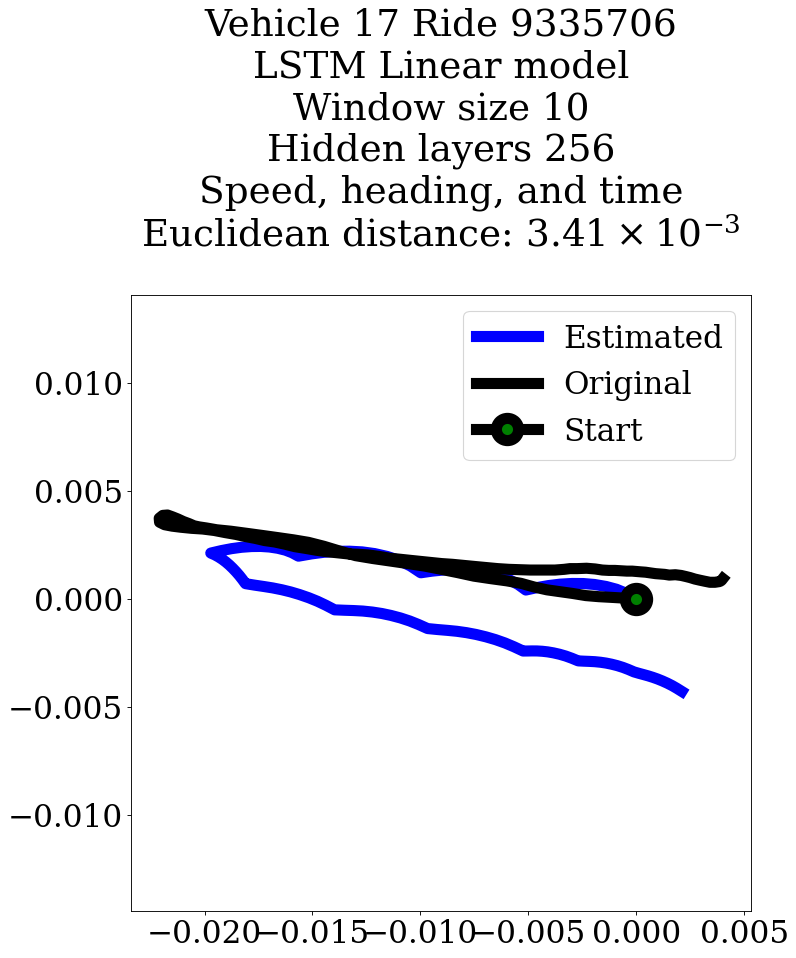 Vehicle 17 Ride 9335706
LSTM Linear model
Window size 10
Hidden layers 256
Speed, heading, and time
Euclidean distance: 3.41 × 10⁻³
Estimated
Original
Start
0.010
0.005
0.000
−0.005
−0.010
−0.020 −0.015 −0.010 −0.005 0.000 0.005